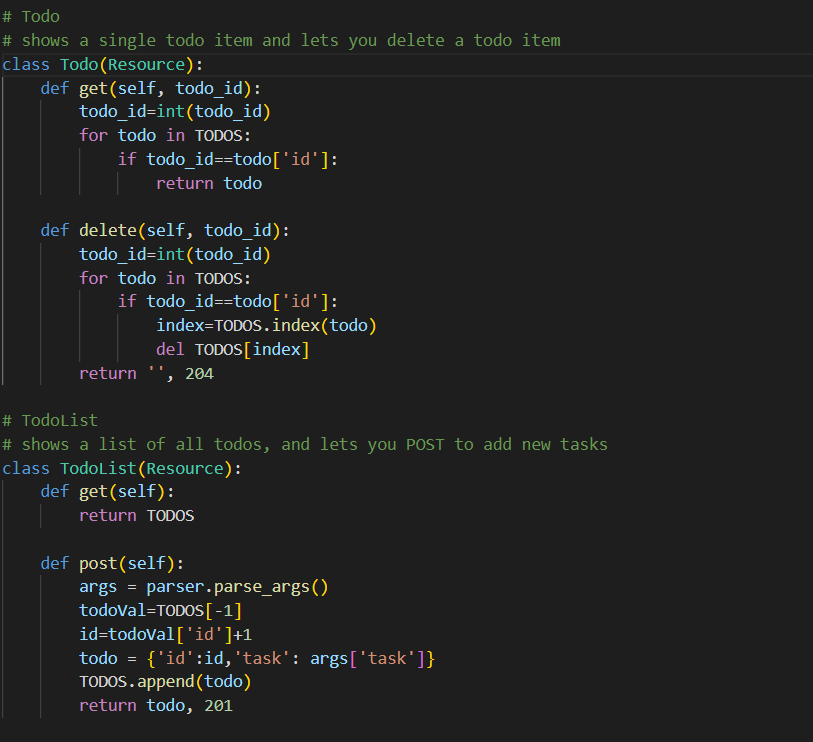 # Todo
# shows a single todo item and lets you delete a todo item
class Todo(Resource):
    def get(self, todo_id):
        todo_id=int(todo_id)
        for todo in TODOS:
            if todo_id==todo['id']:
                return todo

    def delete(self, todo_id):
        todo_id=int(todo_id)
        for todo in TODOS:
            if todo_id==todo['id']:
                index=TODOS.index(todo)
                del TODOS[index]
        return '', 204

# TodoList
# shows a list of all todos, and lets you POST to add new tasks
class TodoList(Resource):
    def get(self):
        return TODOS

    def post(self):
        args = parser.parse_args()
        todoVal=TODOS[-1]
        id=todoVal['id']+1
        todo = {'id':id,'task': args['task']}
        TODOS.append(todo)
        return todo, 201